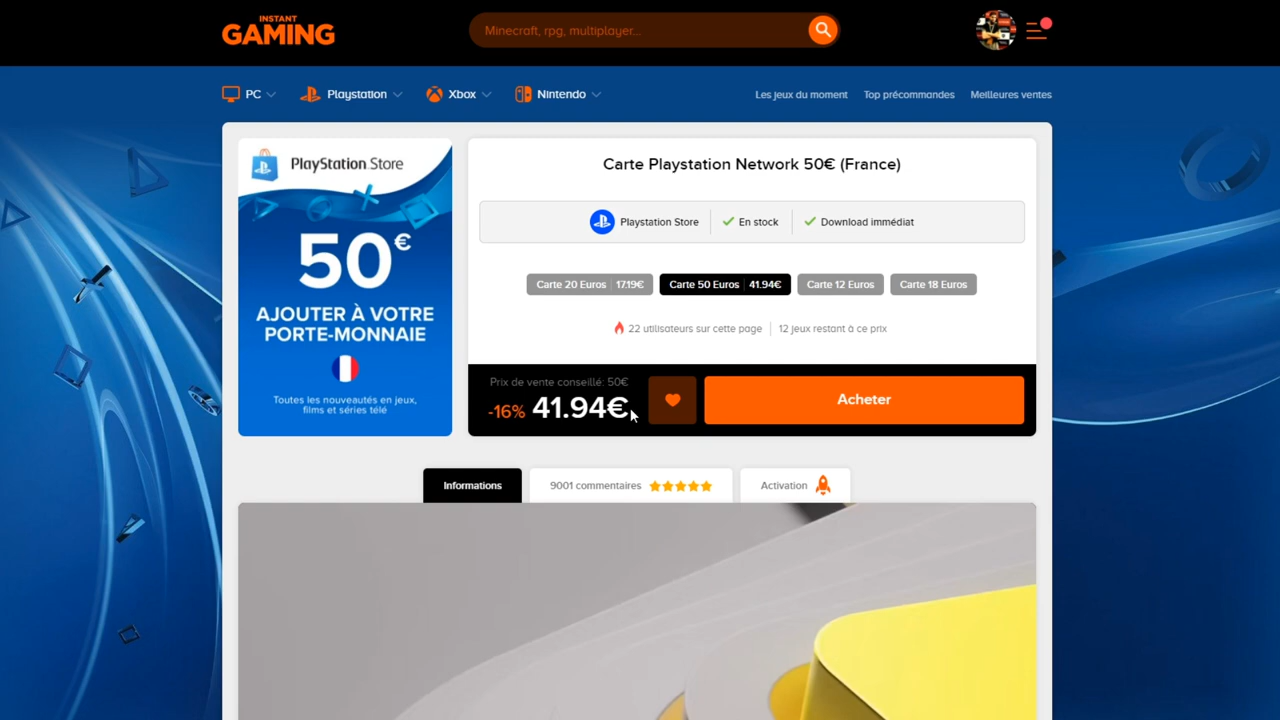 INSTANT
GAMING
Minecraft, rpg, multiplayer...
PC
Playstation
Xbox
Nintendo
Les jeux du moment
Top précommandes
Meilleures ventes
PlayStation Store
50€
AJOUTER À VOTRE
PORTE-MONNAIE
Toutes les nouveautés en jeux,
films et séries télé
Carte Playstation Network 50€ (France)
Playstation Store
En stock
Download immédiat
Carte 20 Euros 17.19€
Carte 50 Euros 41.94€
Carte 12 Euros
Carte 18 Euros
22 utilisateurs sur cette page
12 jeux restant à ce prix
Prix de vente conseillé: 50€
-16% 41.94€
Acheter
Informations
9001 commentaires
Activation